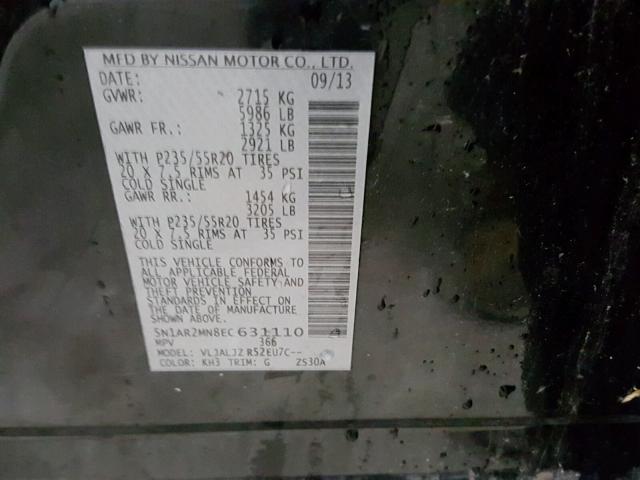 MFD BY NISSAN MOTOR CO., LTD.
DATE: 09/13
GVWR: 2715 KG
5986 LB
GAWR FR.: 1325 KG
2921 LB
WITH P235/55R20 TIRES
20 X 7.5 RIMS AT 35 PSI
COLD SINGLE
GAWR RR.: 1454 KG
3205 LB
WITH P235/55R20 TIRES
20 X 7.5 RIMS AT 35 PSI
COLD SINGLE
THIS VEHICLE CONFORMS TO
ALL APPLICABLE FEDERAL
MOTOR VEHICLE SAFETY AND
THEFT PREVENTION
STANDARDS IN EFFECT ON
THE DATE OF MANUFACTURE
SHOWN ABOVE.
5N1AR2MN8EC 631110
MPV 366
MODEL: VLJALJZ R52EU7C--
COLOR: KH3 TRIM: G ZS30A